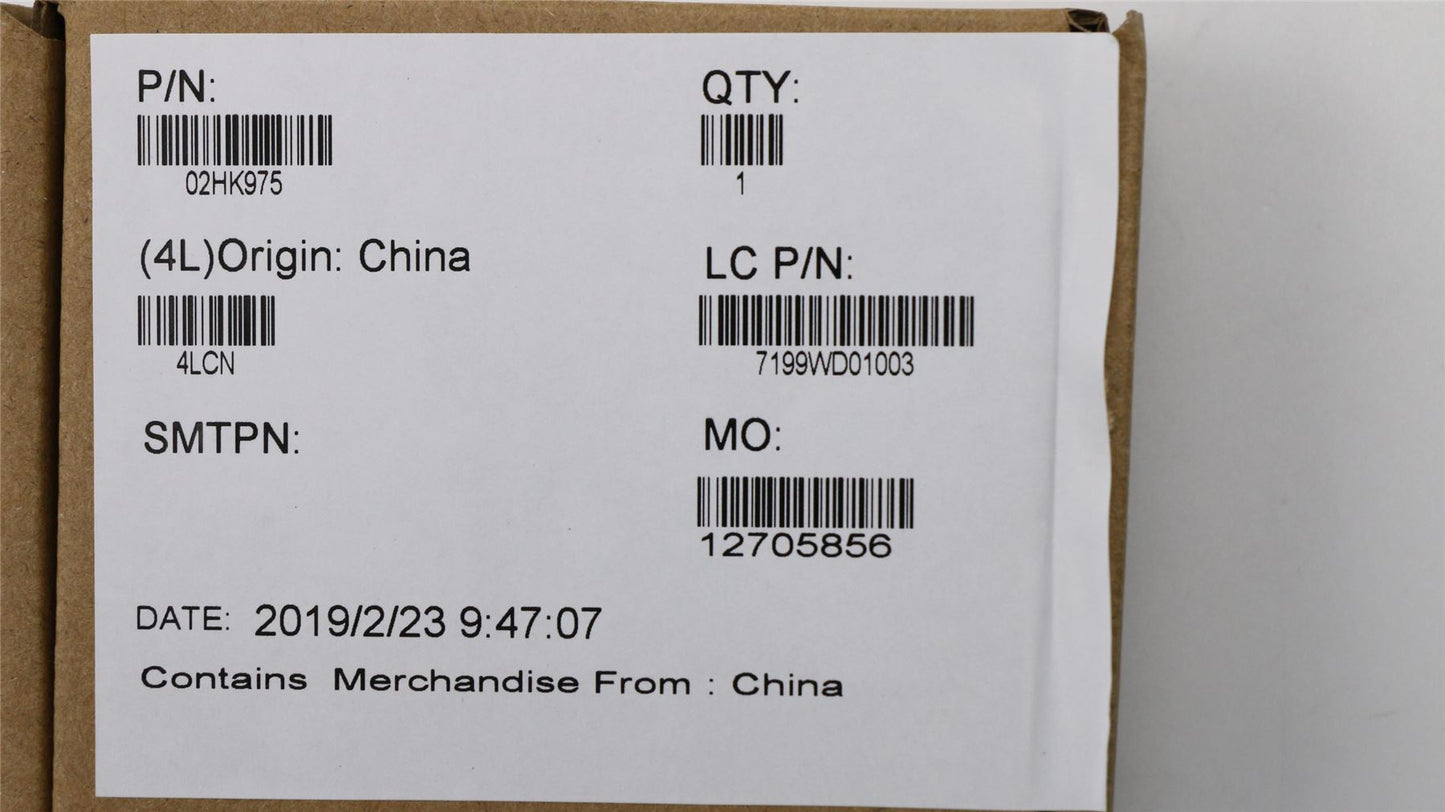 P/N:
02HK975
QTY:
1
(4L)Origin: China
4LCN
LC P/N:
7199WD01003
SMTPN:
MO:
12705856
DATE: 2019/2/23 9:47:07
Contains Merchandise From : China